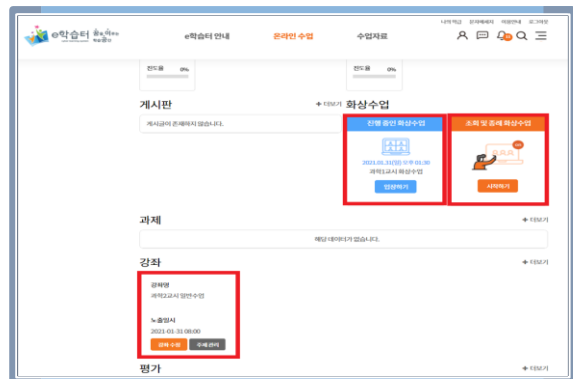 나의학급 문자메세지 이용안내 로그아웃
e학습터
e학습터 안내 온라인 수업 수업자료
진도율 0% 진도율 0%
게시판 + 더보기 화상수업
게시글이 존재하지 않습니다.
진행 중인 화상수업 조회 및 종례 화상수업
2021.01.31(일) 오후 01:30
과학1교시 화상수업
입장하기 시작하기
과제 + 더보기
해당 데이터가 없습니다.
강좌 + 더보기
강좌명
과학2교시 일반수업
노출일시
2021-01-31 08:00
강좌수료 주제관리
평가 + 더보기